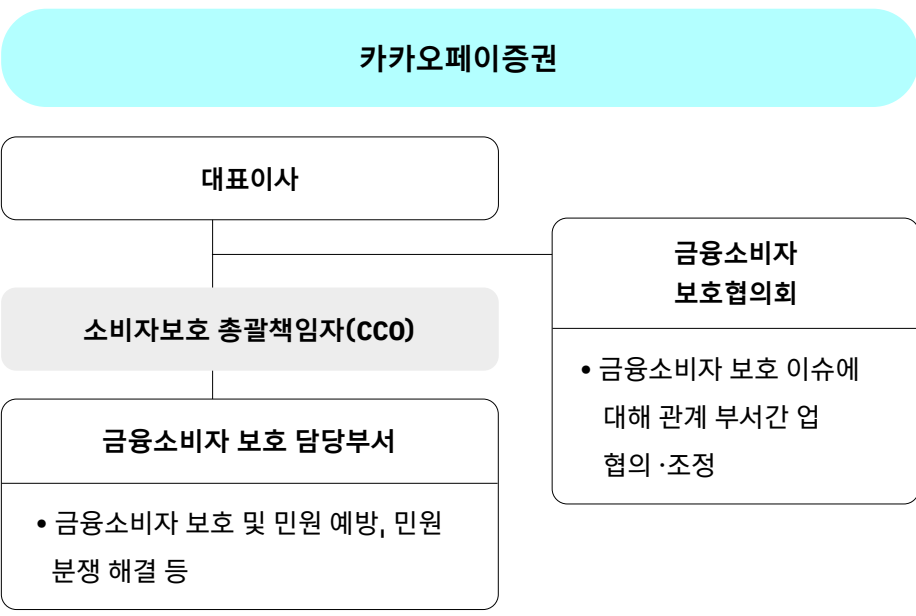 카카오페이증권
대표이사
금융소비자
보호협의회
소비자보호 총괄책임자(CCO)
• 금융소비자 보호 이슈에
대해 관계 부서간 업
협의 ·조정
금융소비자 보호 담당부서
• 금융소비자 보호 및 민원 예방, 민원
분쟁 해결 등